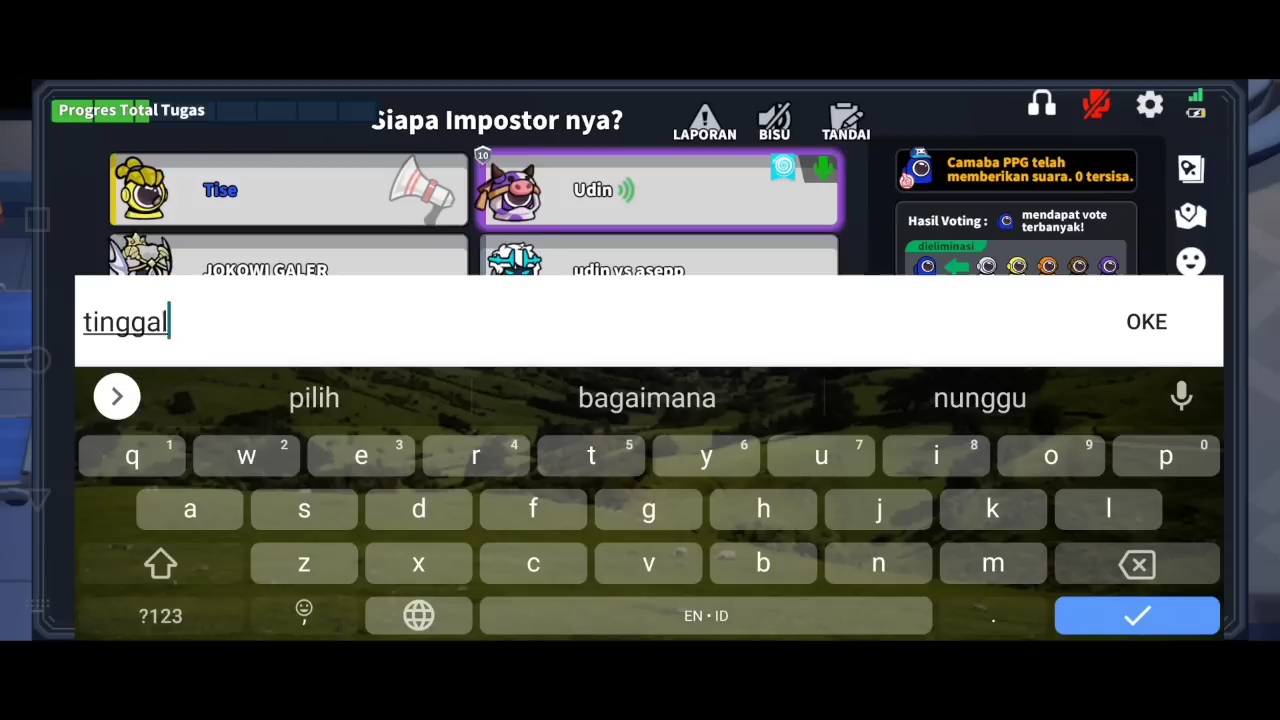 Progres Total Tugas
Siapa Impostor nya?
LAPORAN
BISU
TANDAI
10
Tise
Udin
JOKOWI GALER
udin vs asepp
Camaba PPG telah
memberikan suara. 0 tersisa.
Hasil Voting :
mendapat vote
terbanyak!
dieliminasi
tinggal
OKE
pilih
bagaimana
nunggu
q 1 w 2 e 3 r 4 t 5 y 6 u 7 i 8 o 9 p 0
a s d f g h j k l
z x c v b n m
?123 , EN • ID .